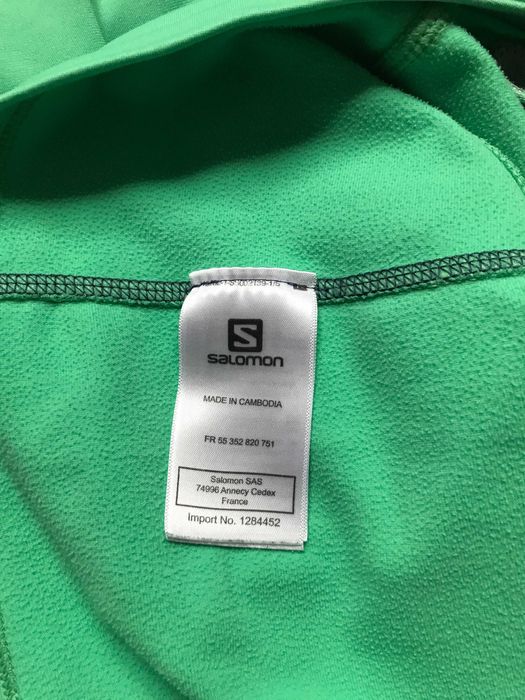 S
SALOMON
MADE IN CAMBODIA
FR 55 352 820 751
Salomon SAS
74996 Annecy Cedex
France
Import No. 1284452